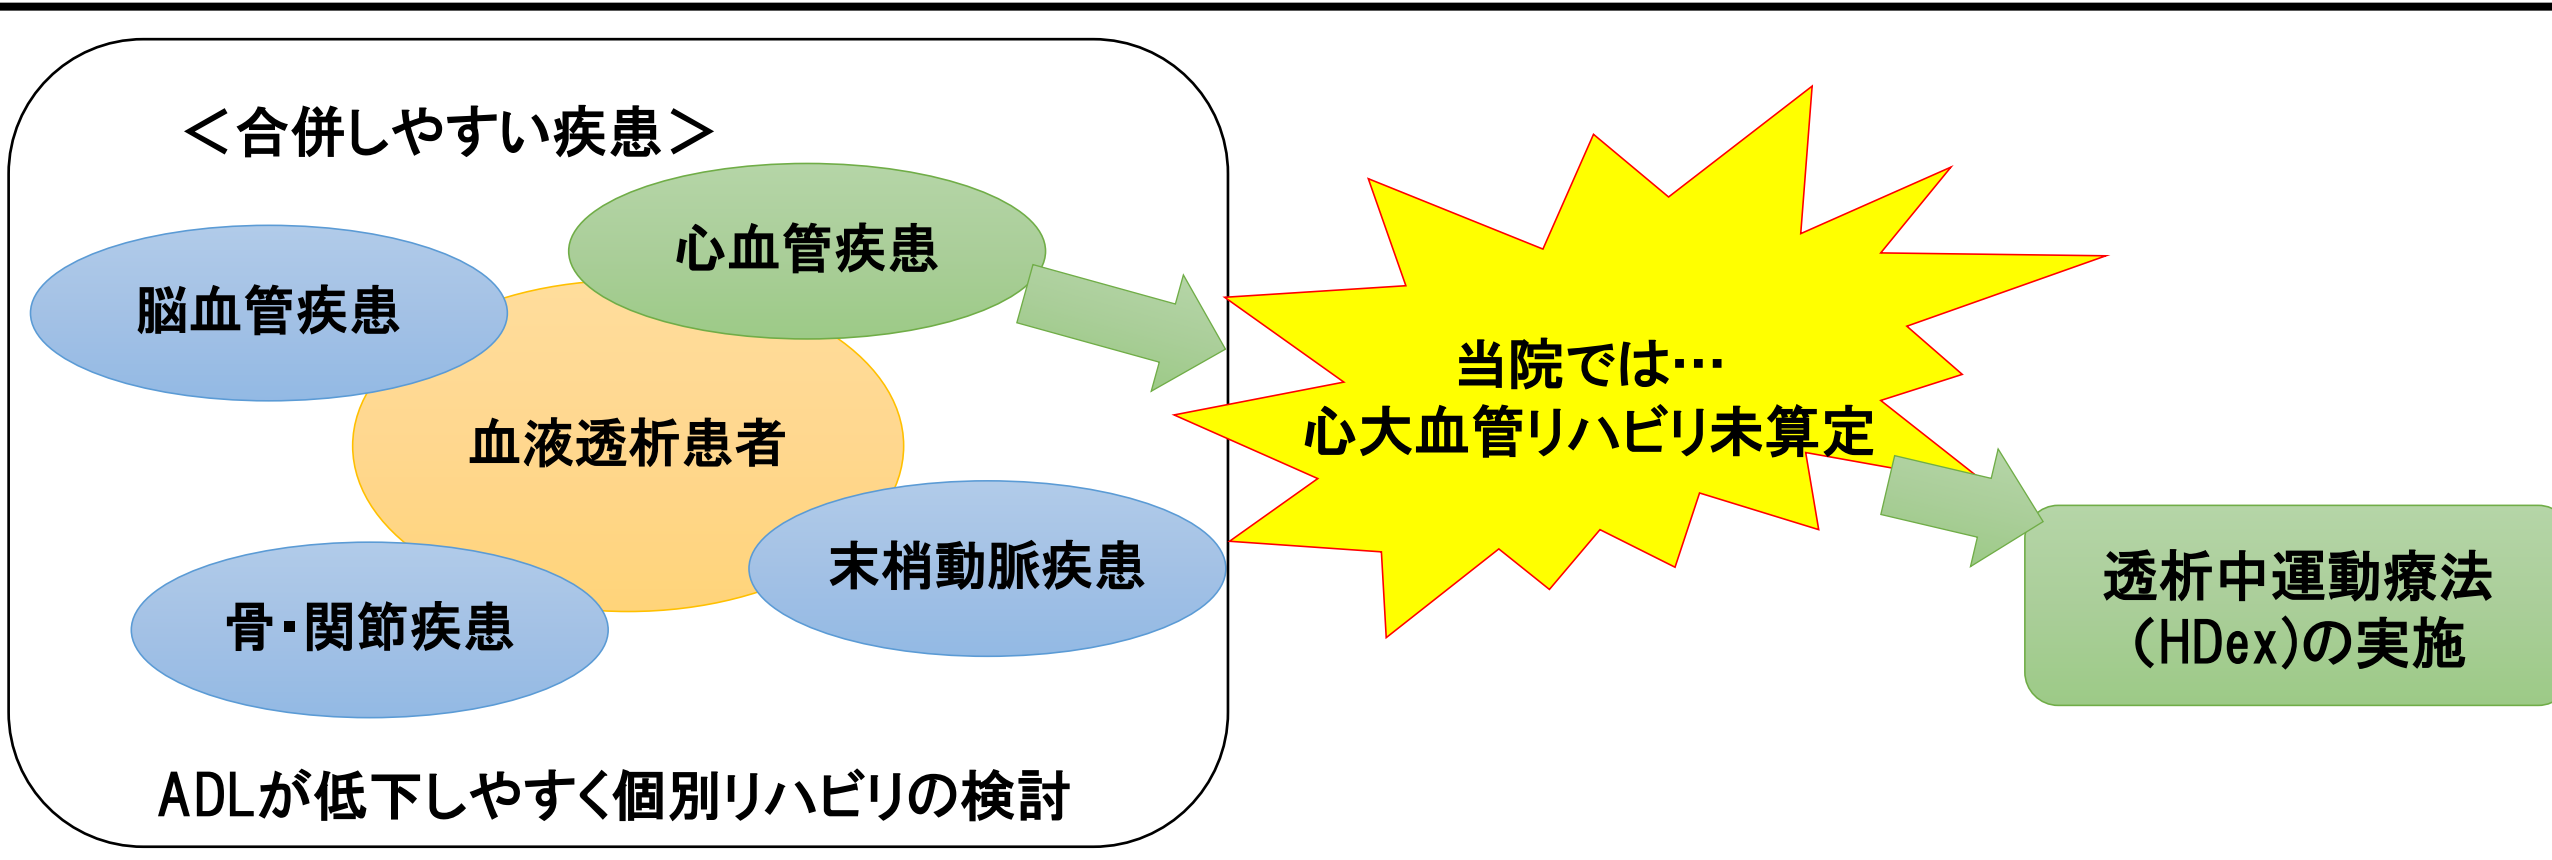 ＜合併しやすい疾患＞
心血管疾患
脳血管疾患
血液透析患者
末梢動脈疾患
骨・関節疾患
ADLが低下しやすく個別リハビリの検討
当院では…
心大血管リハビリ未算定
透析中運動療法
（HDex)の実施